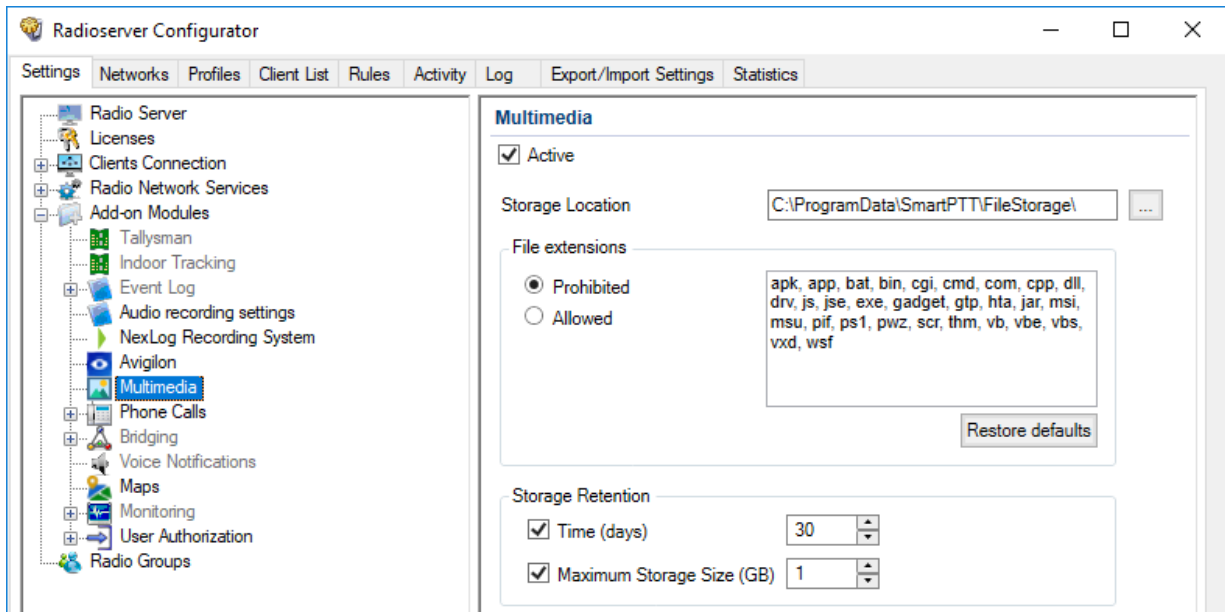 Radioserver Configurator
Settings Networks Profiles Client List Rules Activity Log Export/Import Settings Statistics
Radio Server
Licenses
Clients Connection
Radio Network Services
Add-on Modules
Tallysman
Indoor Tracking
Event Log
Audio recording settings
NexLog Recording System
Avigilon
Multimedia
Phone Calls
Bridging
Voice Notifications
Maps
Monitoring
User Authorization
Radio Groups
Multimedia
Active
Storage Location C:\ProgramData\SmartPTT\FileStorage\ ...
File extensions
Prohibited
Allowed
apk, app, bat, bin, cgi, cmd, com, cpp, dll,
drv, js, jse, exe, gadget, gtp, hta, jar, msi,
msu, pif, ps1, pwz, scr, thm, vb, vbe, vbs,
vxd, wsf
Restore defaults
Storage Retention
Time (days) 30
Maximum Storage Size (GB) 1